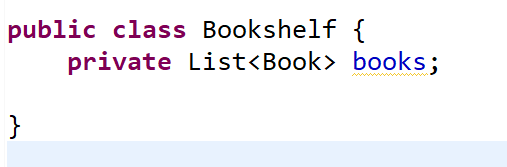 public class Bookshelf {
    private List<Book> books;
}